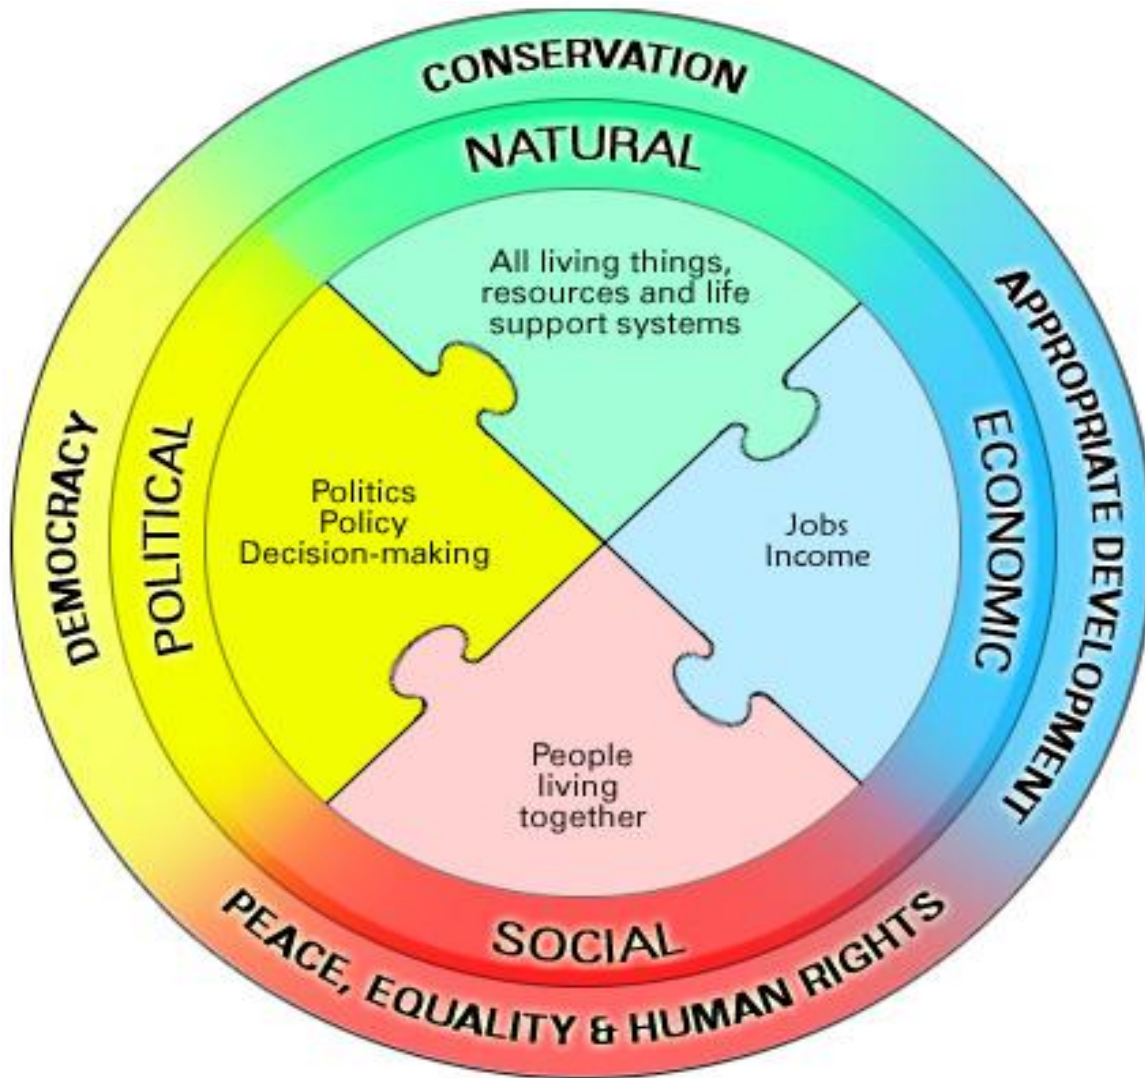 CONSERVATION
NATURAL
All living things,
resources and life
support systems
APPROPRIATE DEVELOPMENT
ECONOMIC
Jobs
Income
DEMOCRACY
POLITICAL
Politics
Policy
Decision-making
People
living
together
SOCIAL
PEACE, EQUALITY & HUMAN RIGHTS